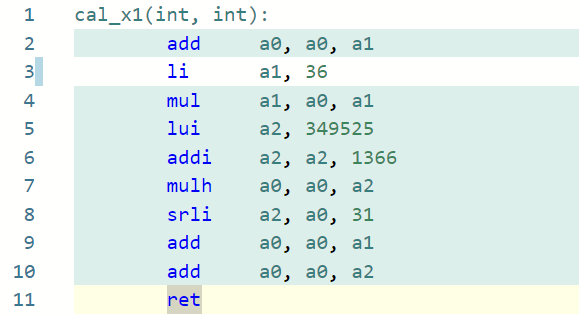 1 cal_x1(int, int):
2 add a0, a0, a1
3 li a1, 36
4 mul a1, a0, a1
5 lui a2, 349525
6 addi a2, a2, 1366
7 mulh a0, a0, a2
8 srli a2, a0, 31
9 add a0, a0, a1
10 add a0, a0, a2
11 ret